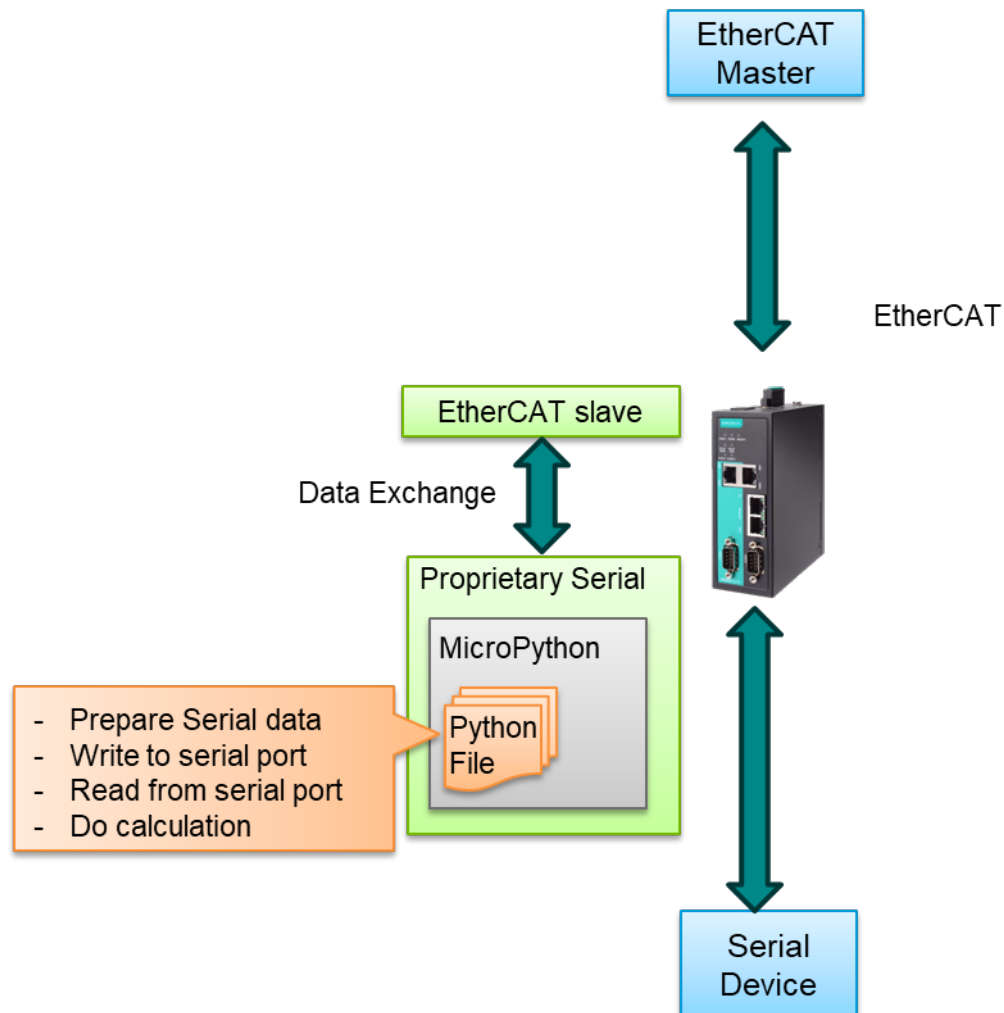 EtherCAT
Master
EtherCAT
EtherCAT slave
Data Exchange
Proprietary Serial
MicroPython
Python
File
- Prepare Serial data
- Write to serial port
- Read from serial port
- Do calculation
Serial
Device